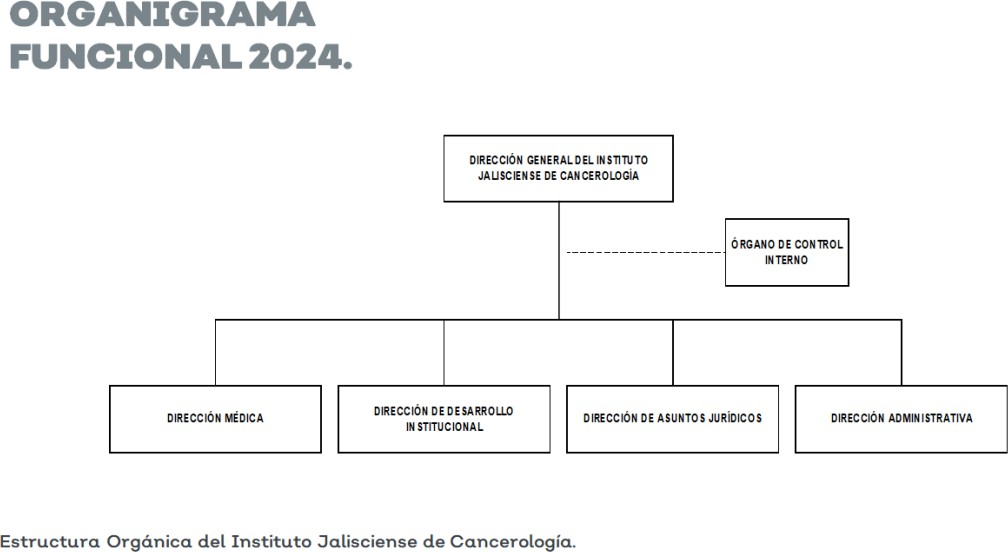 ORGANIGRAMA
FUNCIONAL 2024.
DIRECCIÓN GENERAL DEL INSTITUTO
JALISCIENSE DE CANCEROLOGÍA
ÓRGANO DE CONTROL
INTERNO
DIRECCIÓN MÉDICA
DIRECCIÓN DE DESARROLLO
INSTITUCIONAL
DIRECCIÓN DE ASUNTOS JURÍDICOS
DIRECCIÓN ADMINISTRATIVA
Estructura Orgánica del Instituto Jalisciense de Cancerología.